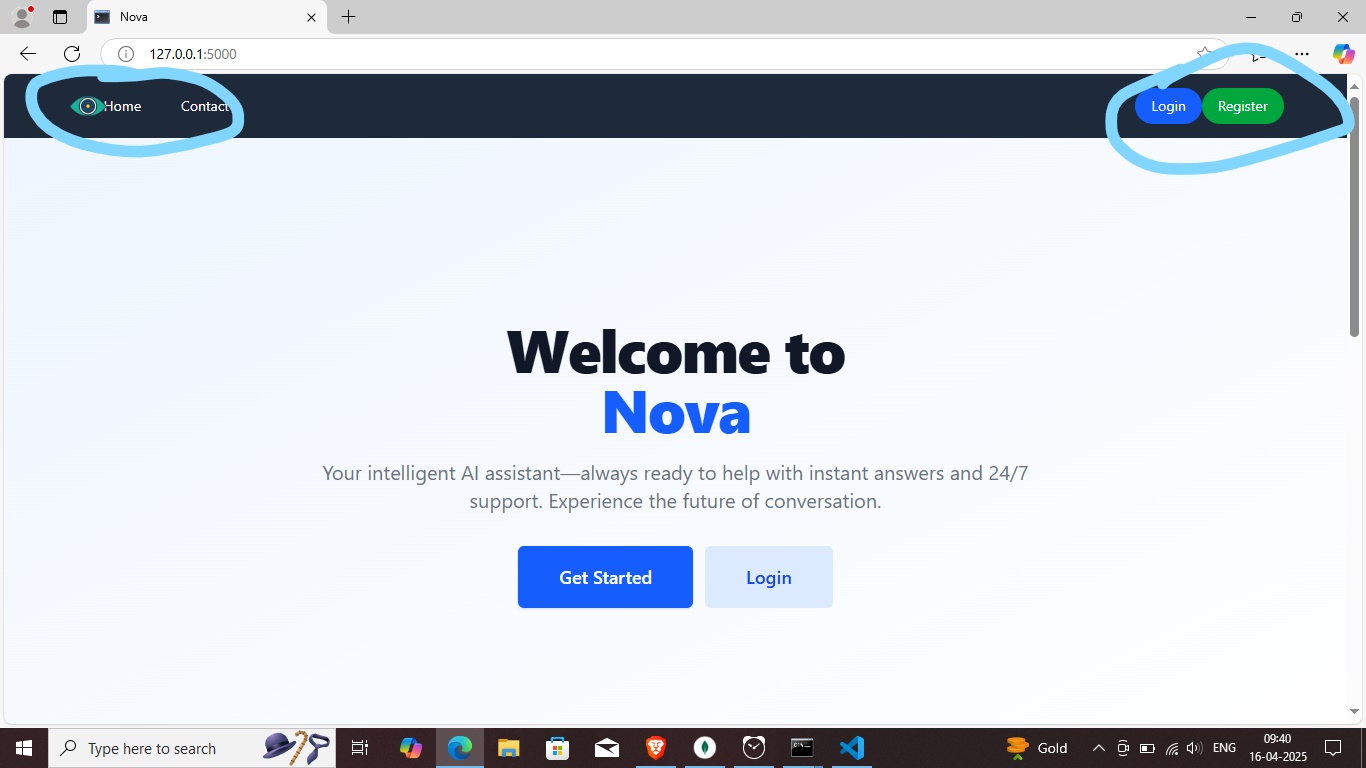 Nova
127.0.0.1:5000
Home Contact Login Register
Welcome to
Nova
Your intelligent AI assistant—always ready to help with instant answers and 24/7
support. Experience the future of conversation.
Get Started Login
Type here to search Gold ENG 09:40
16-04-2025